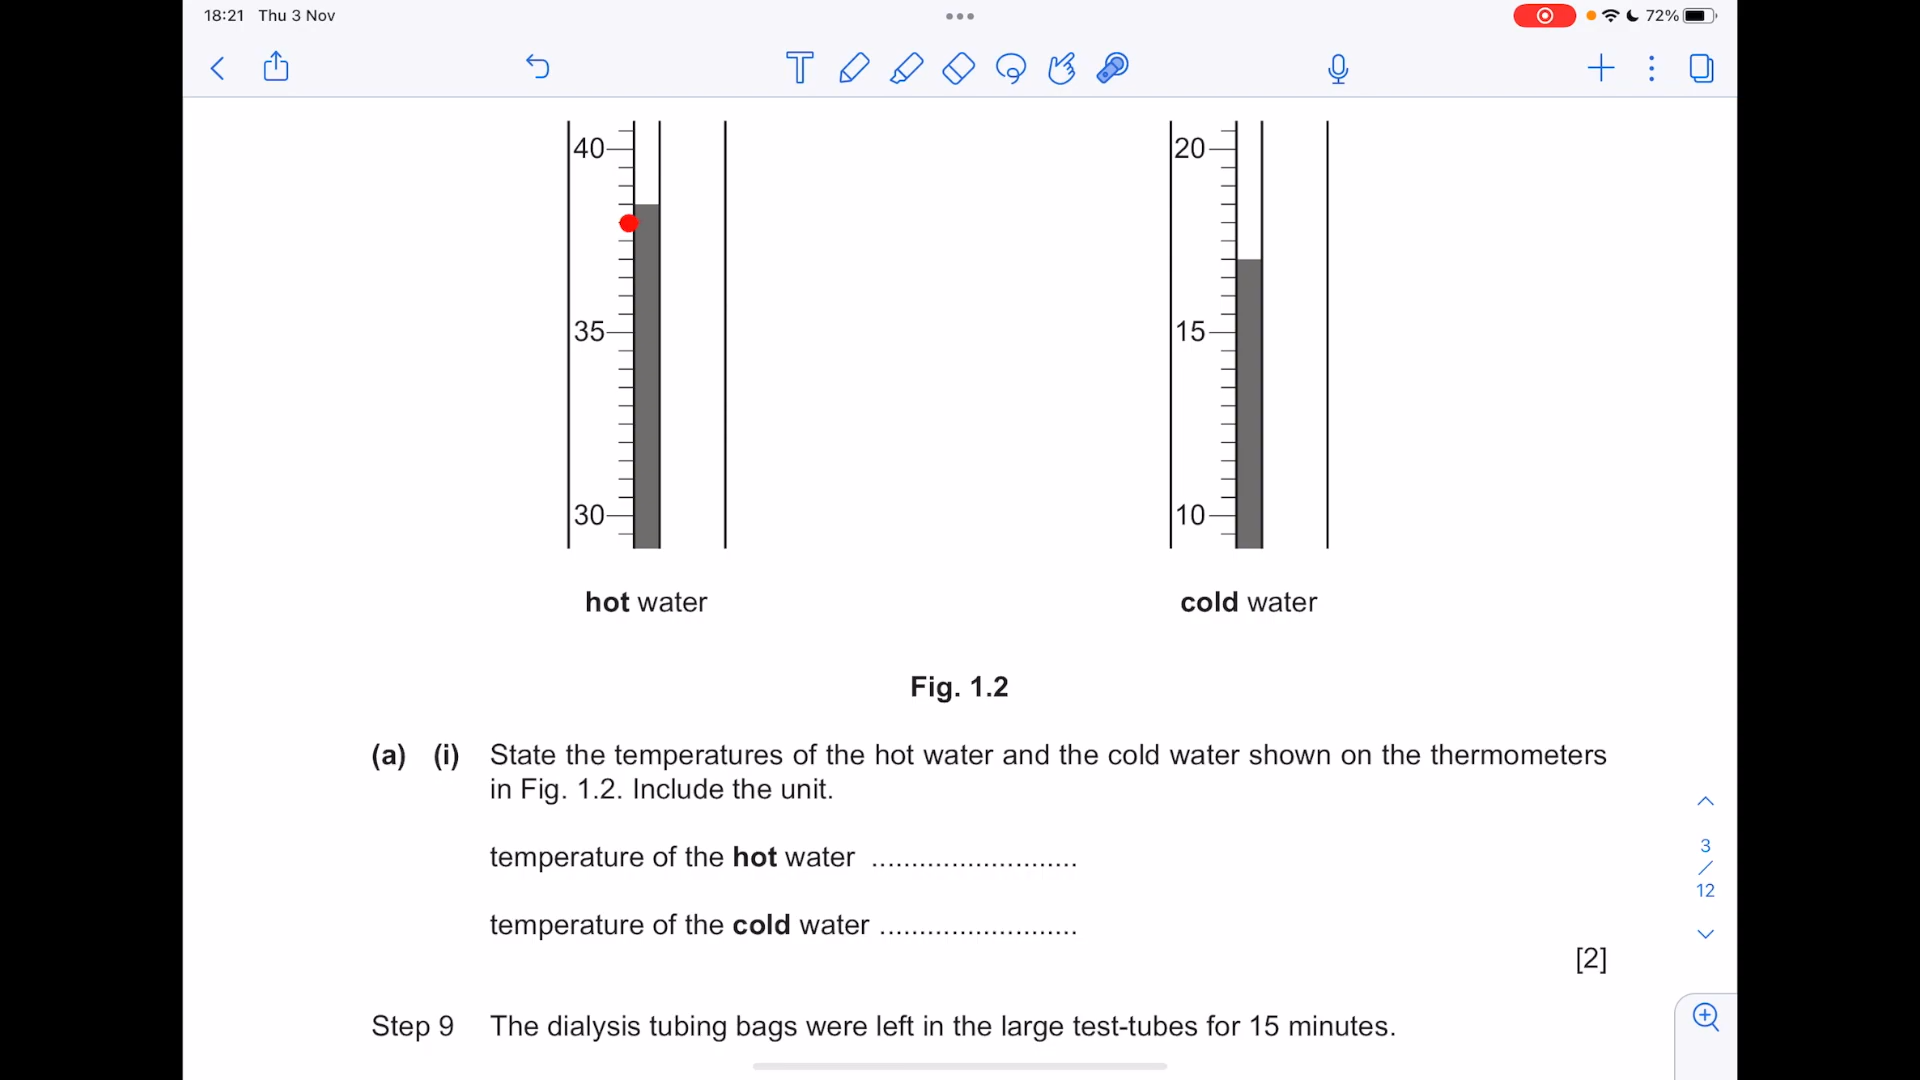 18:21 Thu 3 Nov
72%
40 20
35 15
30 10
hot water cold water
Fig. 1.2
(a) (i) State the temperatures of the hot water and the cold water shown on the thermometers
in Fig. 1.2. Include the unit.
temperature of the hot water ..........................
temperature of the cold water .........................
[2]
Step 9 The dialysis tubing bags were left in the large test-tubes for 15 minutes.
3
/
12